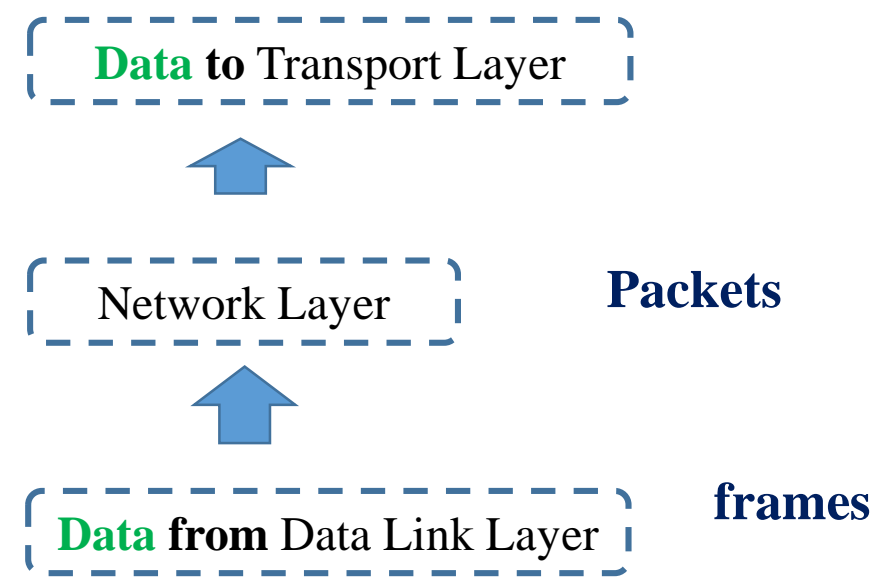 Data to Transport Layer
Network Layer
Packets
frames
Data from Data Link Layer